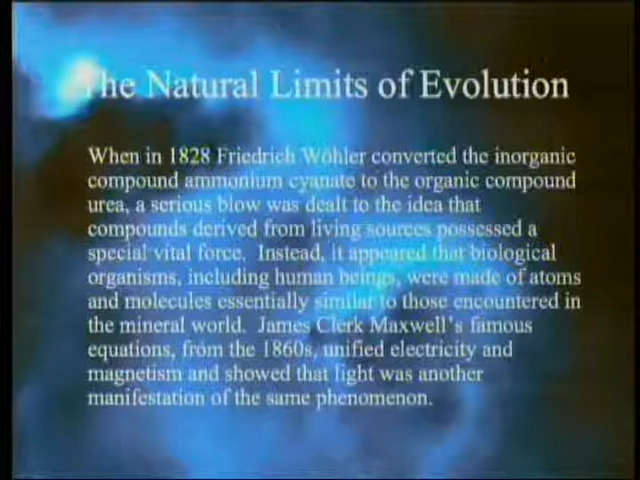 The Natural Limits of Evolution
When in 1828 Friedrich Wöhler converted the inorganic
compound ammonium cyanate to the organic compound
urea, a serious blow was dealt to the idea that
compounds derived from living sources possessed a
special vital force. Instead, it appeared that biological
organisms, including human beings, were made of atoms
and molecules essentially similar to those encountered in
the mineral world. James Clerk Maxwell's famous
equations, from the 1860s, unified electricity and
magnetism and showed that light was another
manifestation of the same phenomenon.